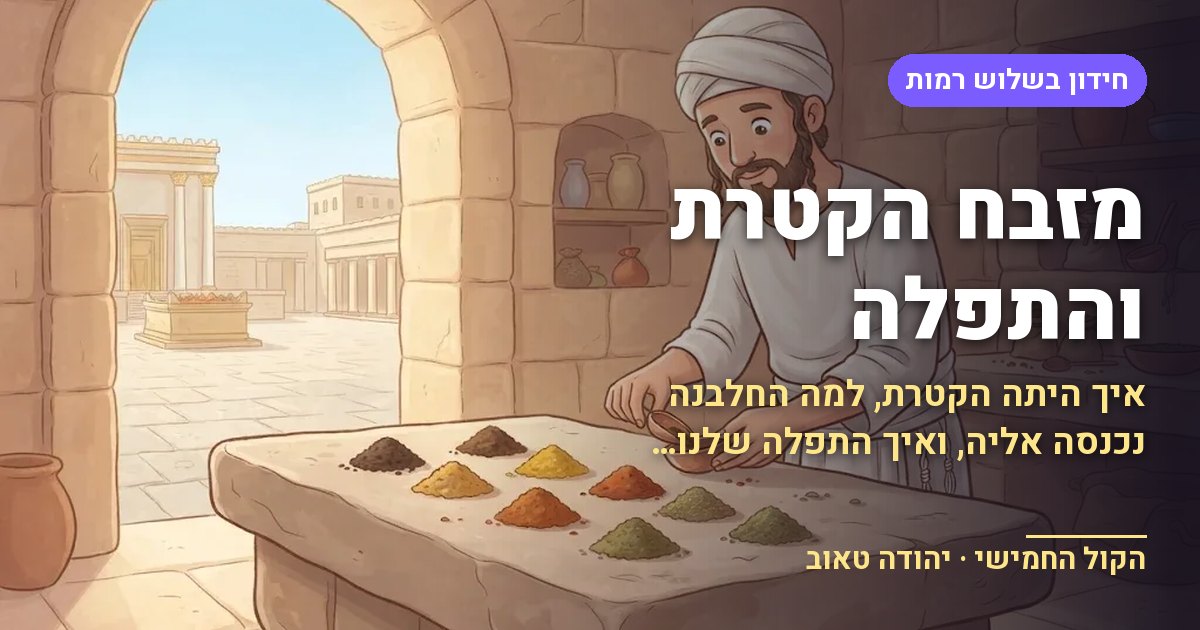 חידון בשלוש רמות
מזבח הקטרת
והתפלה
איך היתה הקטרת, למה החלבנה
נכנסה אליה, ואיך התפלה שלנו...
הקול החמישי · יהודה טאוב